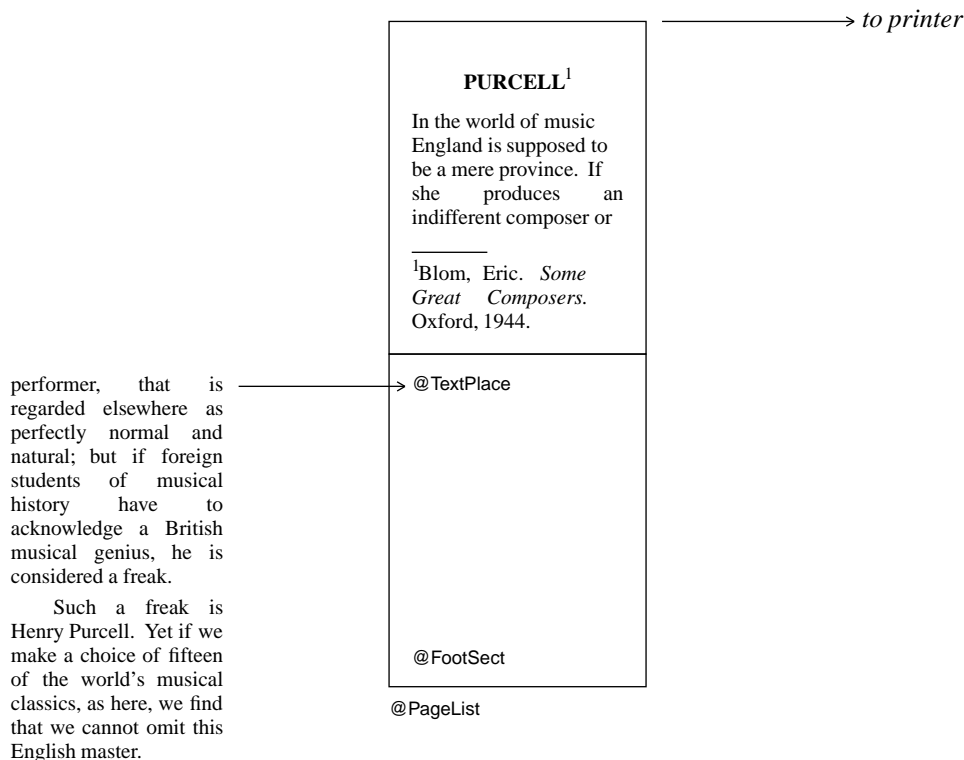 to printer
PURCELL1
In the world of music
England is supposed to
be a mere province. If
she produces an
indifferent composer or
1Blom, Eric. Some
Great Composers.
Oxford, 1944.
performer, that is
regarded elsewhere as
perfectly normal and
natural; but if foreign
students of musical
history have to
acknowledge a British
musical genius, he is
considered a freak.
Such a freak is
Henry Purcell. Yet if we
make a choice of fifteen
of the world's musical
classics, as here, we find
that we cannot omit this
English master.
@TextPlace
@FootSect
@PageList